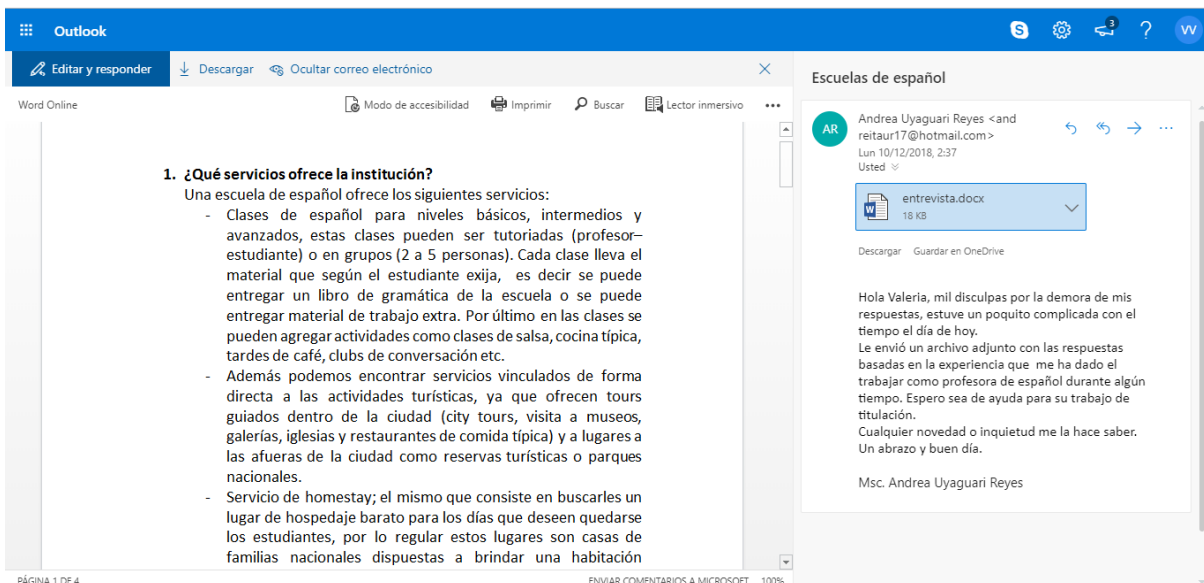 Outlook
3
VV
Editar y responder
Descargar
Ocultar correo electrónico
Word Online
Modo de accesibilidad
Imprimir
Buscar
Lector inmersivo
1. ¿Qué servicios ofrece la institución?
Una escuela de español ofrece los siguientes servicios:
- Clases de español para niveles básicos, intermedios y
avanzados, estas clases pueden ser tutoriadas (profesor–
estudiante) o en grupos (2 a 5 personas). Cada clase lleva el
material que según el estudiante exija, es decir se puede
entregar un libro de gramática de la escuela o se puede
entregar material de trabajo extra. Por último en las clases se
pueden agregar actividades como clases de salsa, cocina típica,
tardes de café, clubs de conversación etc.
- Además podemos encontrar servicios vinculados de forma
directa a las actividades turísticas, ya que ofrecen tours
guiados dentro de la ciudad (city tours, visita a museos,
galerías, iglesias y restaurantes de comida típica) y a lugares a
las afueras de la ciudad como reservas turísticas o parques
nacionales.
- Servicio de homestay; el mismo que consiste en buscarles un
lugar de hospedaje barato para los días que deseen quedarse
los estudiantes, por lo regular estos lugares son casas de
familias nacionales dispuestas a brindar una habitación
PÁGINA 1 DE 4
ENVIAR COMENTARIOS A MICROSOFT
100%
Escuelas de español
AR
Andrea Uyaguari Reyes <and
reitaur17@hotmail.com>
Lun 10/12/2018, 2:37
Usted
entrevista.docx
18 KB
Descargar
Guardar en OneDrive
Hola Valeria, mil disculpas por la demora de mis
respuestas, estuve un poquito complicada con el
tiempo el día de hoy.
Le envió un archivo adjunto con las respuestas
basadas en la experiencia que me ha dado el
trabajar como profesora de español durante algún
tiempo. Espero sea de ayuda para su trabajo de
titulación.
Cualquier novedad o inquietud me la hace saber.
Un abrazo y buen día.
Msc. Andrea Uyaguari Reyes